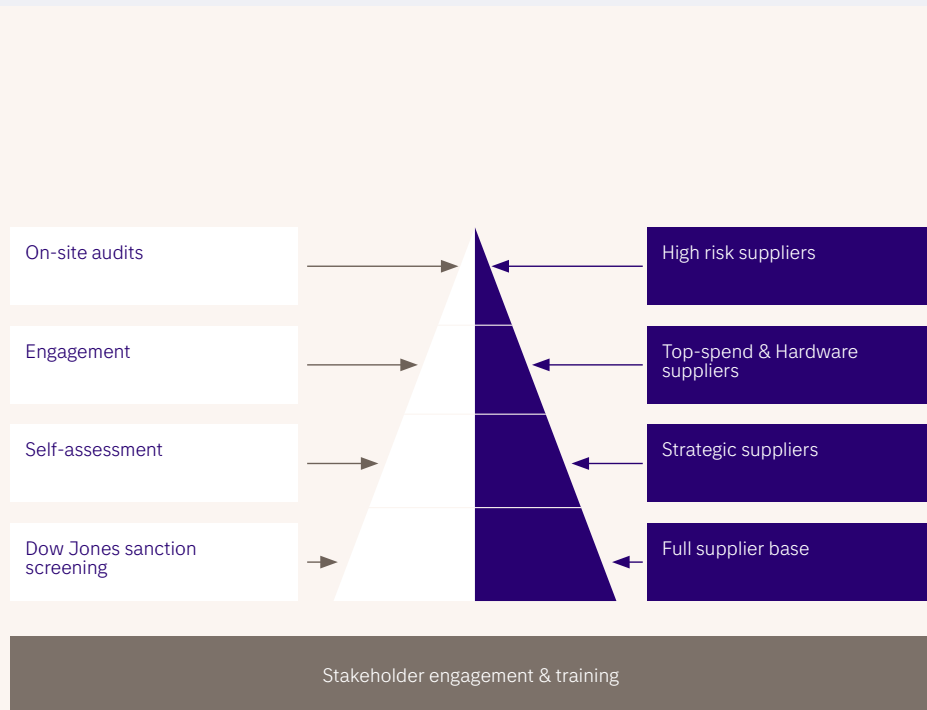 On-site audits
High risk suppliers
Engagement
Top-spend & Hardware
suppliers
Self-assessment
Strategic suppliers
Dow Jones sanction
screening
Full supplier base
Stakeholder engagement & training